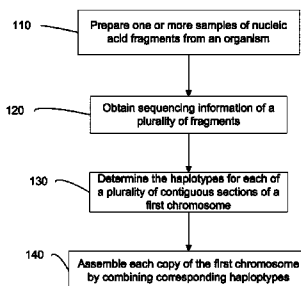 110
Prepare one or more samples of nucleic
acid fragments from an organism
120
Obtain sequencing information of a
plurality of fragments
130
Determine the haplotypes for each of
a plurality of contiguous sections of a
first chromosome
140
Assemble each copy of the first chromosome
by combining corresponding haploptypes